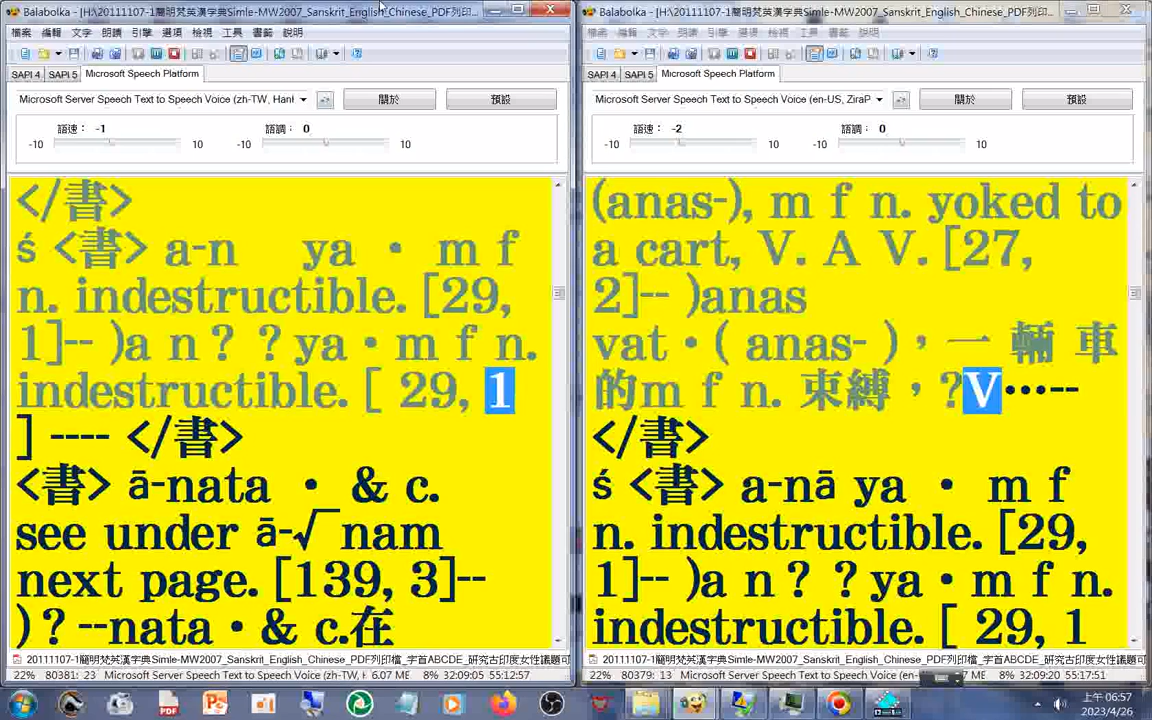 Balabolka - [H:\20111107-1簡明梵英漢字典Simle-MW2007_Sanskrit_English_Chinese_PDF列印...
檔案 編輯 文字 朗讀 引擎 選項 檢視 工具 書籤 說明
SAPI 4 SAPI 5 Microsoft Speech Platform
Microsoft Server Speech Text to Speech Voice (zh-TW, Han 關於 預設
語速： -1 語調： 0
-10 10 -10 10
</書>
ś <書> a-n ya • m f
n. indestructible. [29,
1]-- )a n ? ? ya • m f n.
indestructible. [ 29, 1
] ---- </書>
<書> ā-nata • & c.
see under ā-√ nam
next page. [139, 3]--
) ? --nata • & c.在
20111107-1簡明梵英漢字典Simle-MW2007_Sanskrit_English_Chinese_PDF列印檔_字首ABCDE_研究古印度女性議題可
22% 80381: 23 Microsoft Server Speech Text to Speech Voice (zh-TW, 6.07 MB 8% 32:09:05 55:12:57
Balabolka - [H:\20111107-1簡明梵英漢字典Simle-MW2007_Sanskrit_English_Chinese_PDF列印...
檔案 編輯 文字 朗讀 引擎 選項 檢視 工具 書籤 說明
SAPI 4 SAPI 5 Microsoft Speech Platform
Microsoft Server Speech Text to Speech Voice (en-US, ZiraP 關於 預設
語速： -2 語調： 0
-10 10 -10 10
(anas-), m f n. yoked to
a cart, V. A V. [27,
2]-- )anas
vat • ( anas- )，一 輛 車
的m f n. 束縛，?V•••--
</書>
ś <書> a-nā ya • m f
n. indestructible. [29,
1]-- )a n ? ? ya • m f n.
indestructible. [ 29, 1
20111107-1簡明梵英漢字典Simle-MW2007_Sanskrit_English_Chinese_PDF列印檔_字首ABCDE_研究古印度女性議題可
22% 80379: 13 Microsoft Server Speech Text to Speech Voice 8% 32:09:20 55:17:51
上午 06:57
2023/4/26